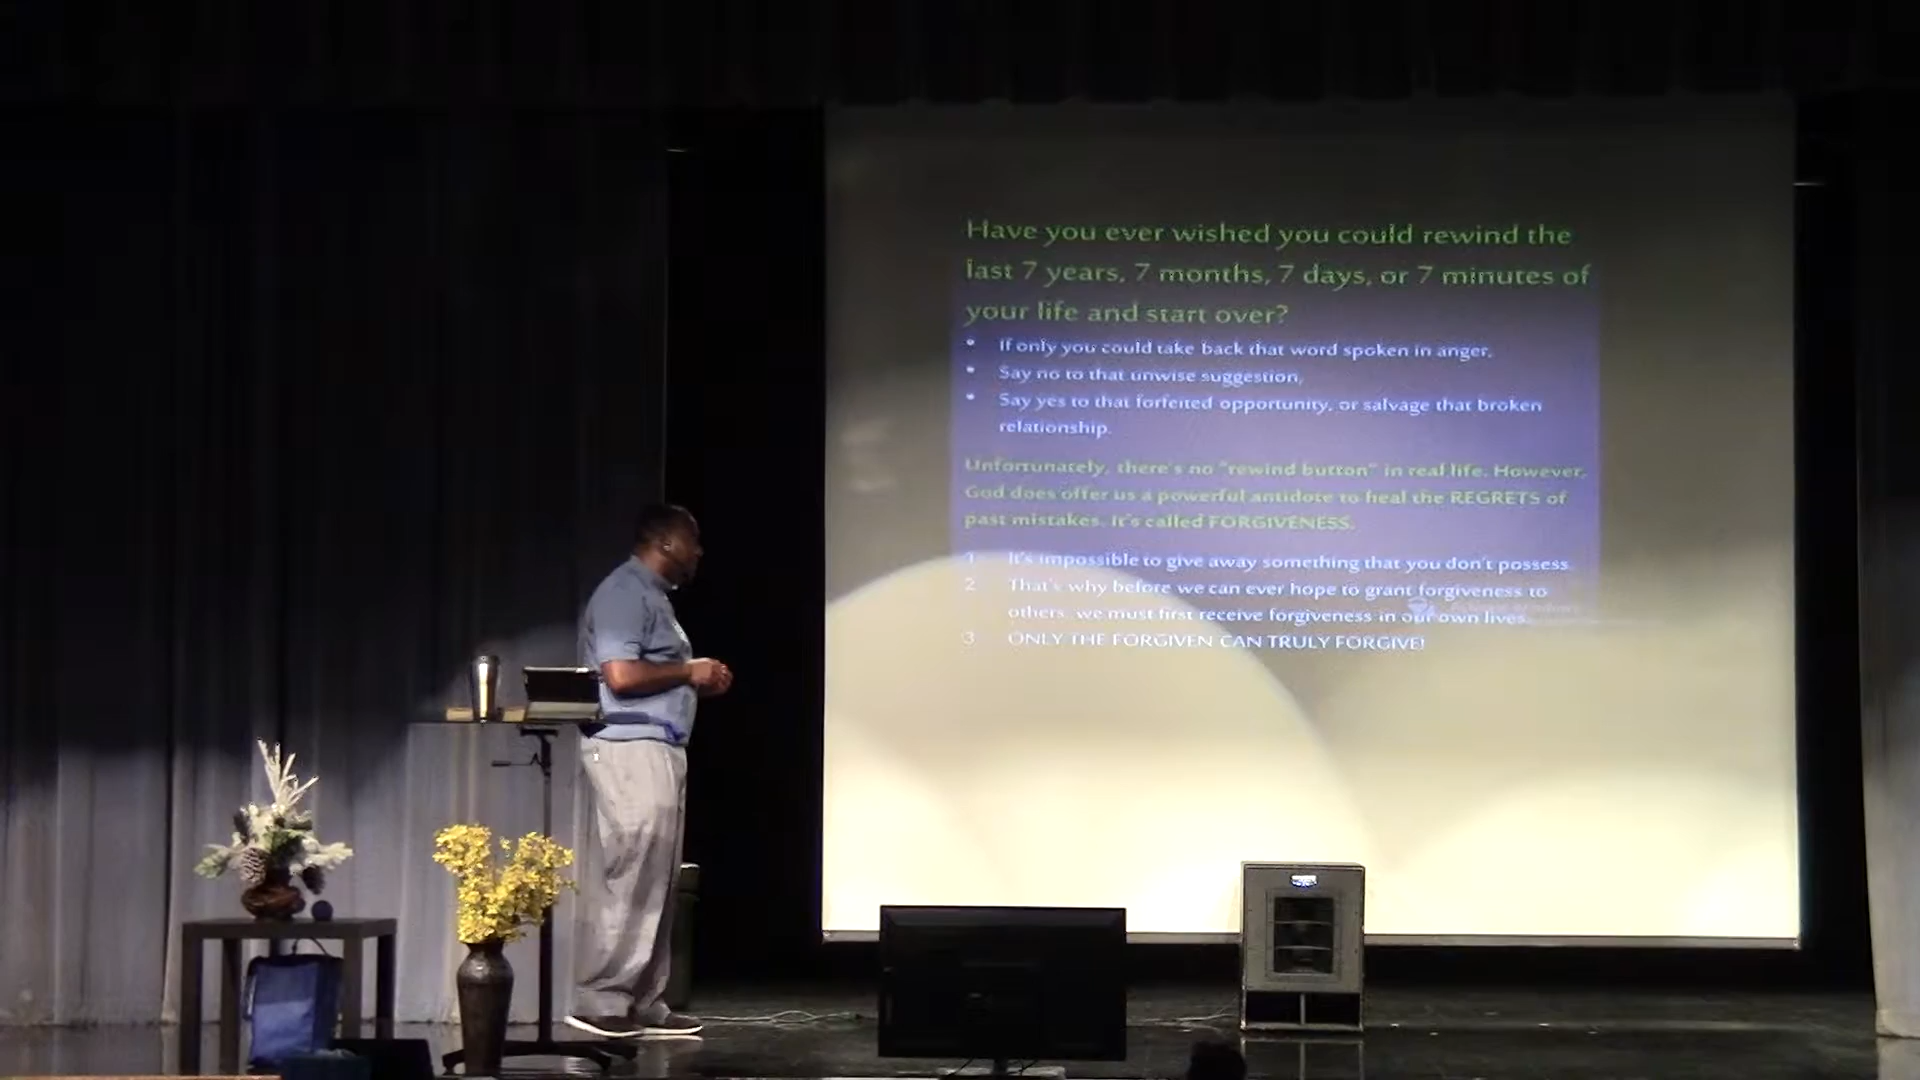 Have you ever wished you could rewind the
last 7 years, 7 months, 7 days, or 7 minutes of
your life and start over?
• If only you could take back that word spoken in anger,
• Say no to that unwise suggestion,
• Say yes to that forfeited opportunity, or salvage that broken
relationship.
Unfortunately, there's no "rewind button" in real life. However,
God does offer us a powerful antidote to heal the REGRETS of
past mistakes. It's called FORGIVENESS.
1. It's impossible to give away something that you don't possess.
2. That's why before we can ever hope to grant forgiveness to
others, we must first receive forgiveness in our own lives.
3. ONLY THE FORGIVEN CAN TRULY FORGIVE!